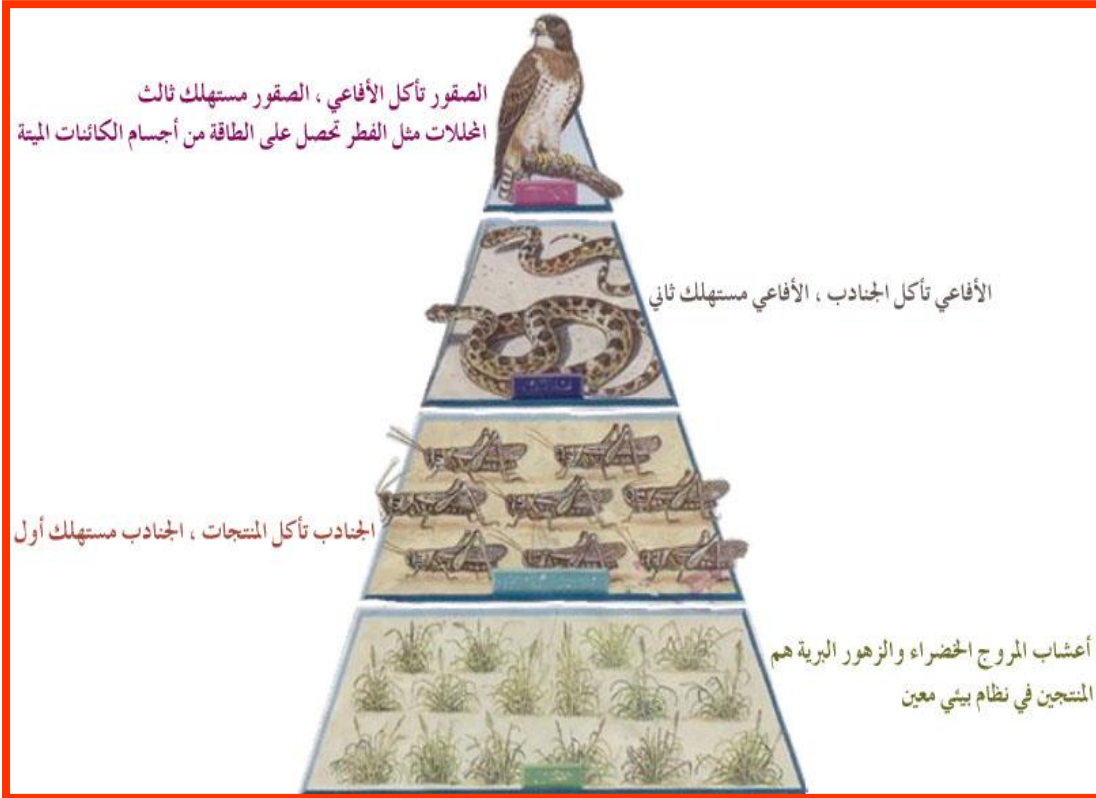 الصقور تأكل الأفاعي ، الصقور مستهلك ثالث
المحللات مثل الفطر تحصل على الطاقة من أجسام الكائنات الميتة
الأفاعي تأكل الجنادب ، الأفاعي مستهلك ثاني
الجنادب تأكل المنتجات ، الجنادب مستهلك أول
أعشاب المروج الخضراء والزهور البرية هم
المنتجين في نظام بيئي معين